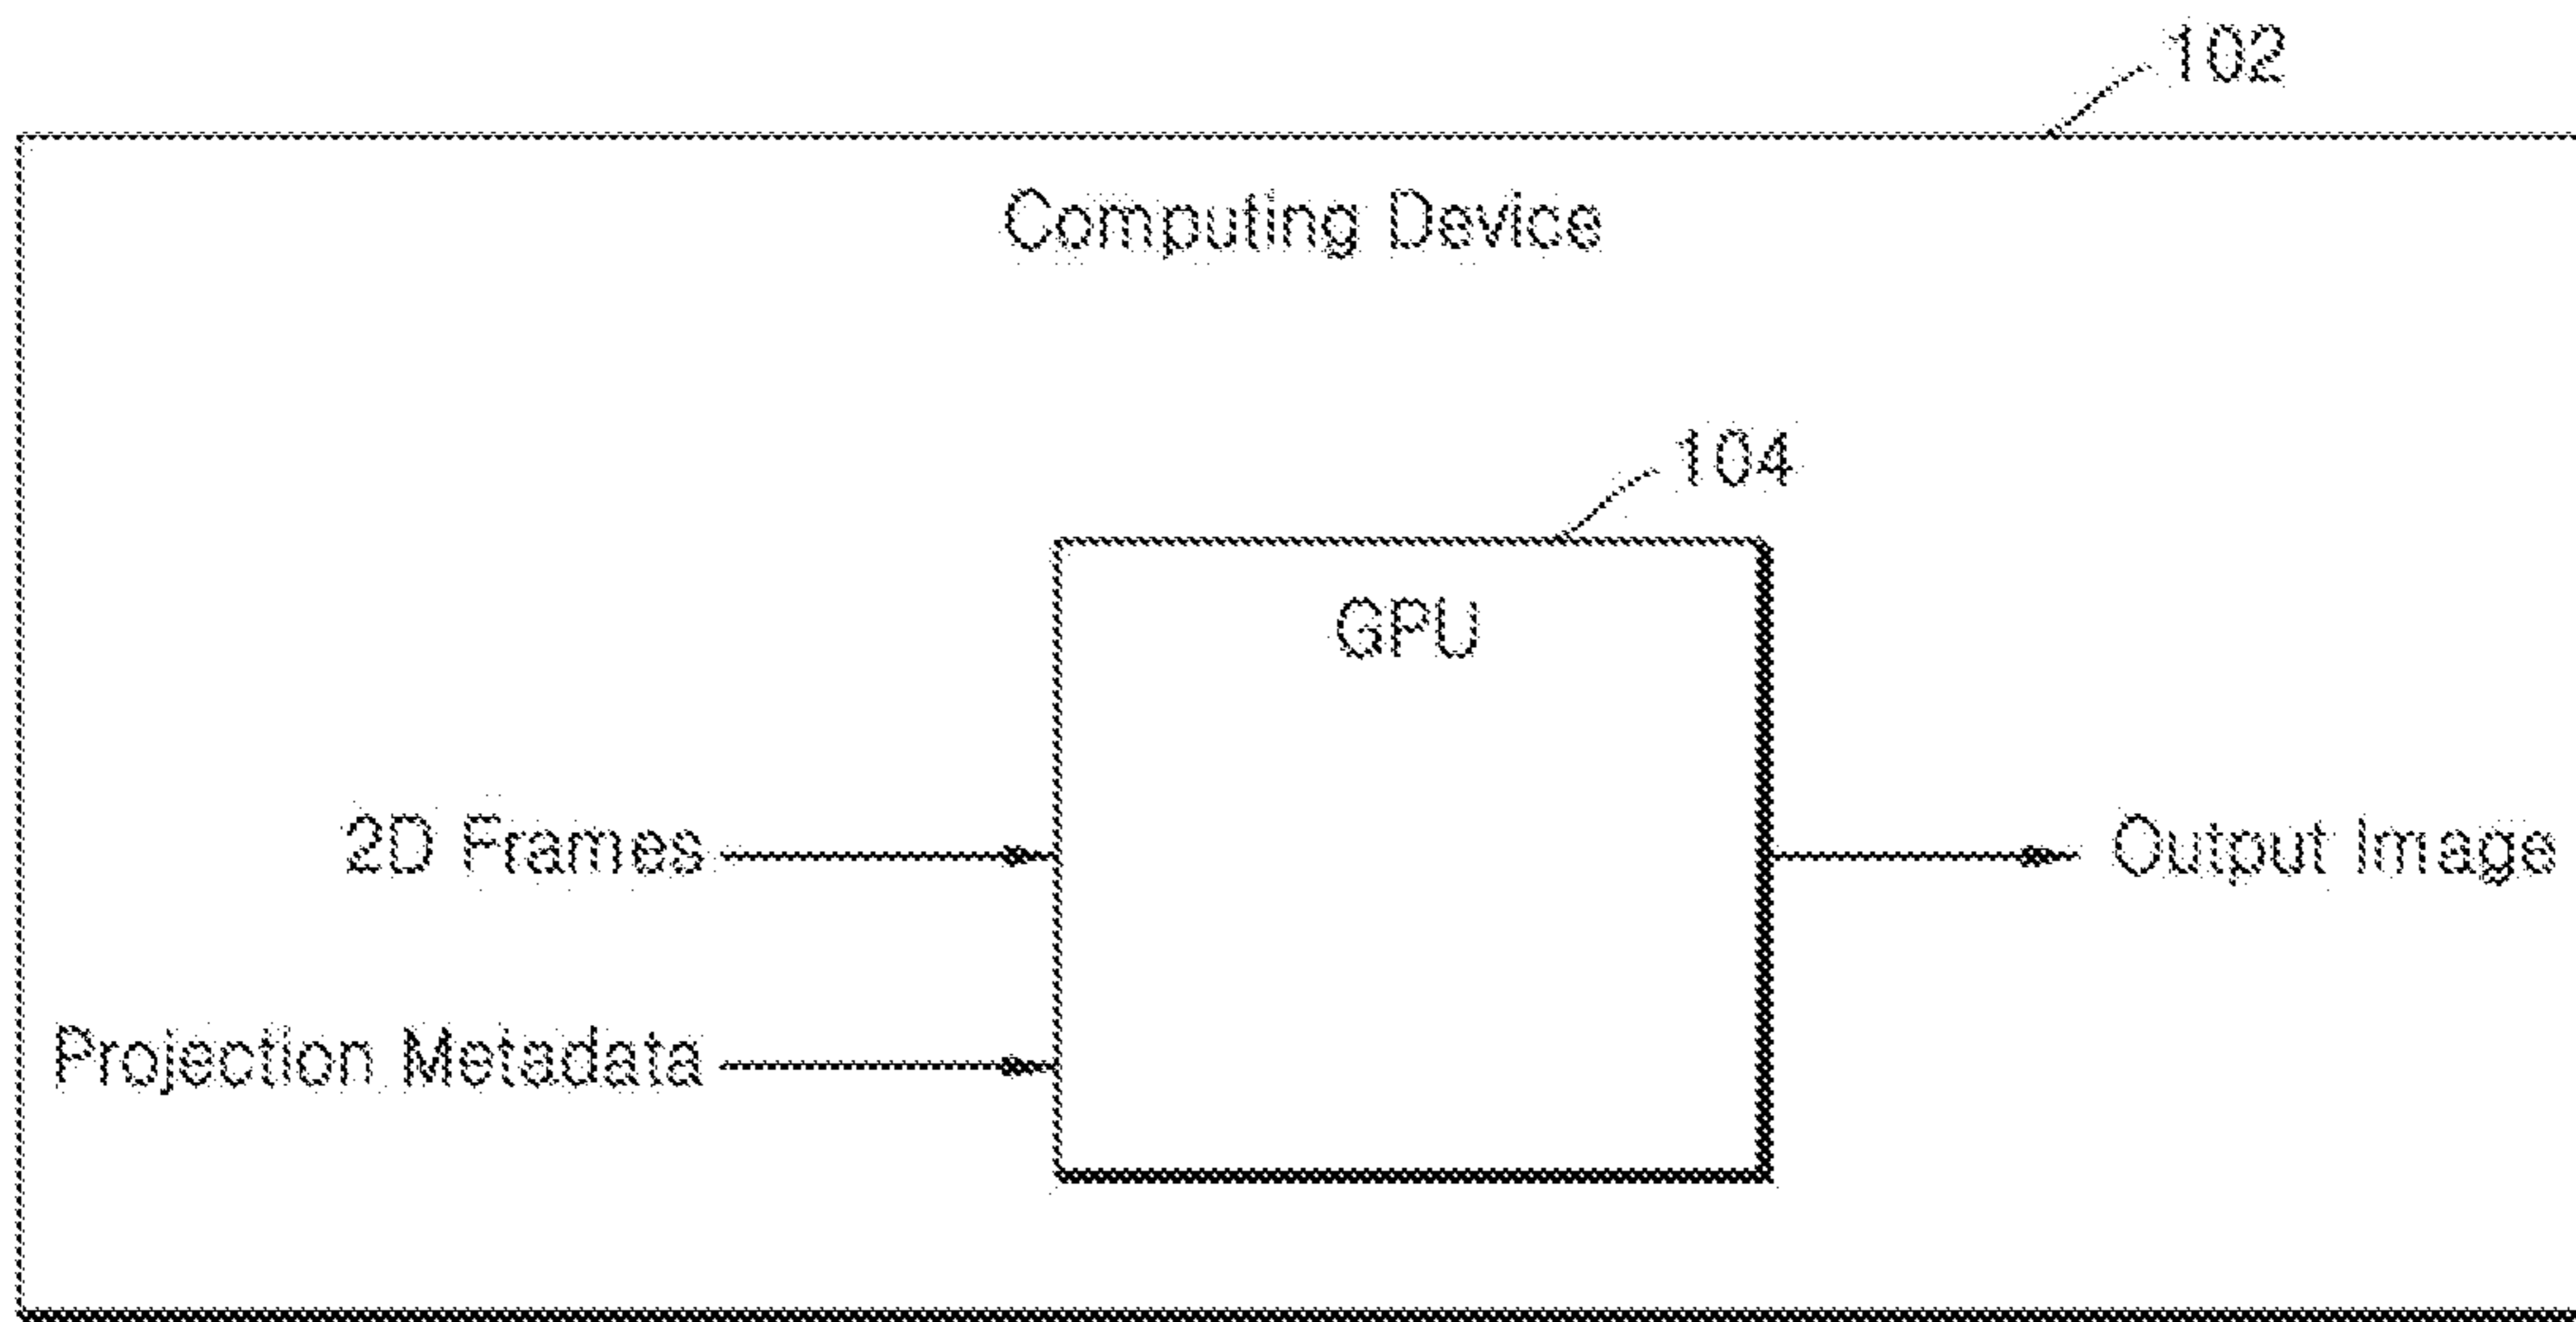 102
Computing Device
104
GPU
2D Frames
Output Image
Projection Metadata